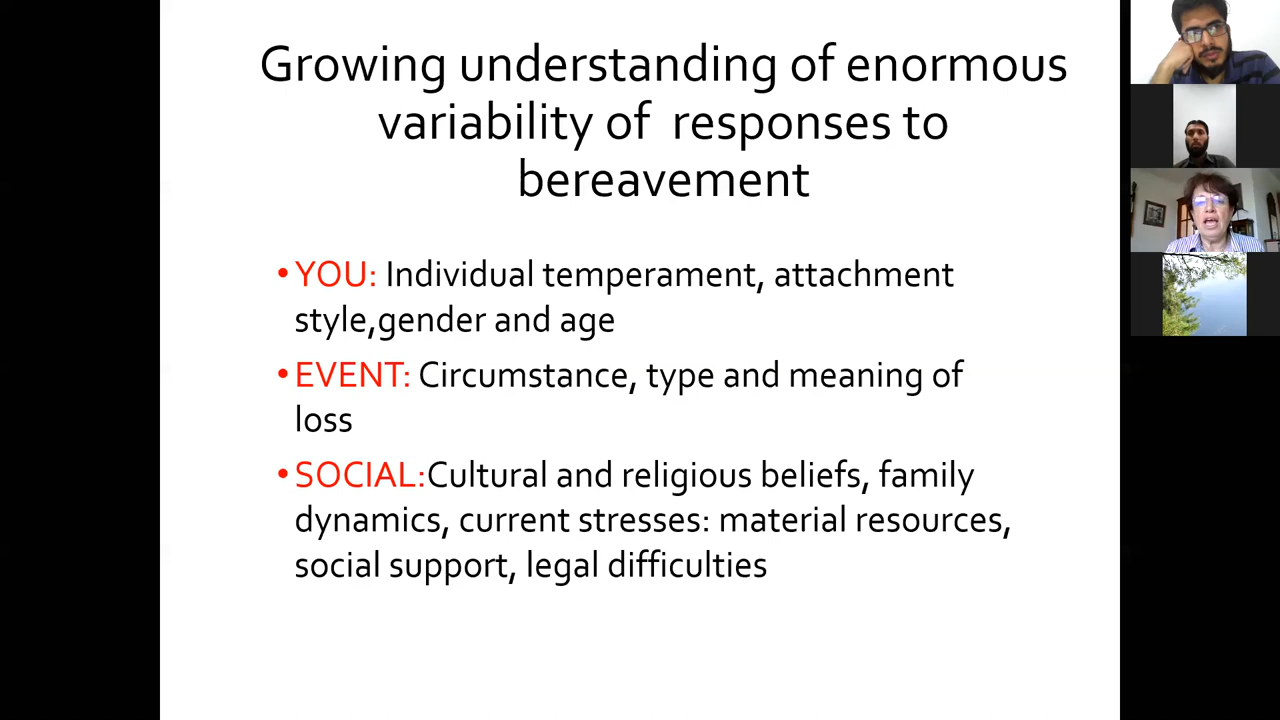 Growing understanding of enormous
variability of  responses to
bereavement
•YOU: Individual temperament, attachment
style,gender and age
•EVENT: Circumstance, type and meaning of
loss
•SOCIAL:Cultural and religious beliefs, family
dynamics, current stresses: material resources,
social support, legal difficulties